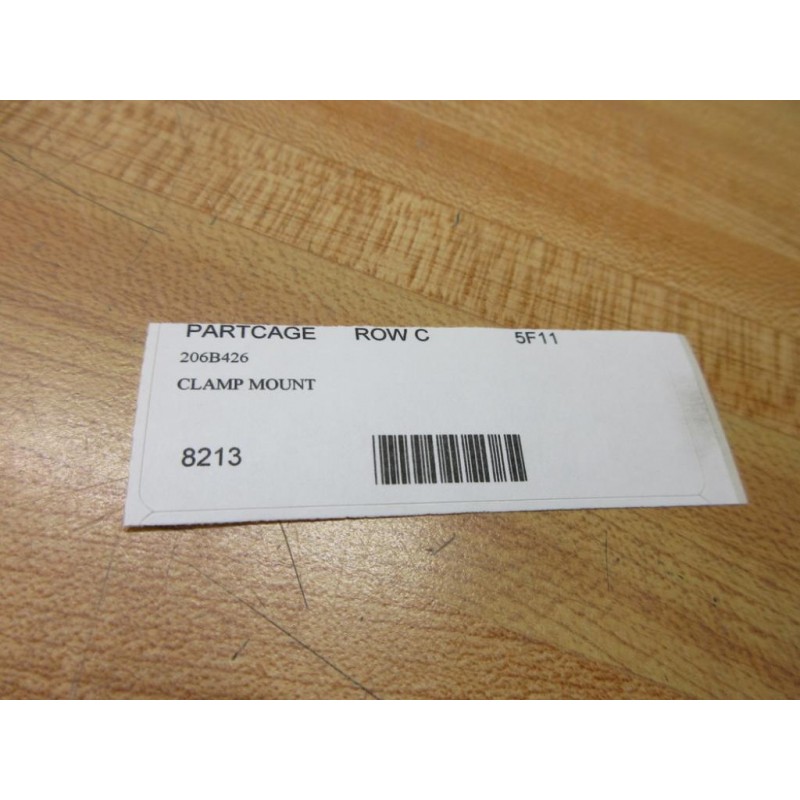 PARTCAGE ROW C 5F11
206B426
CLAMP MOUNT
8213